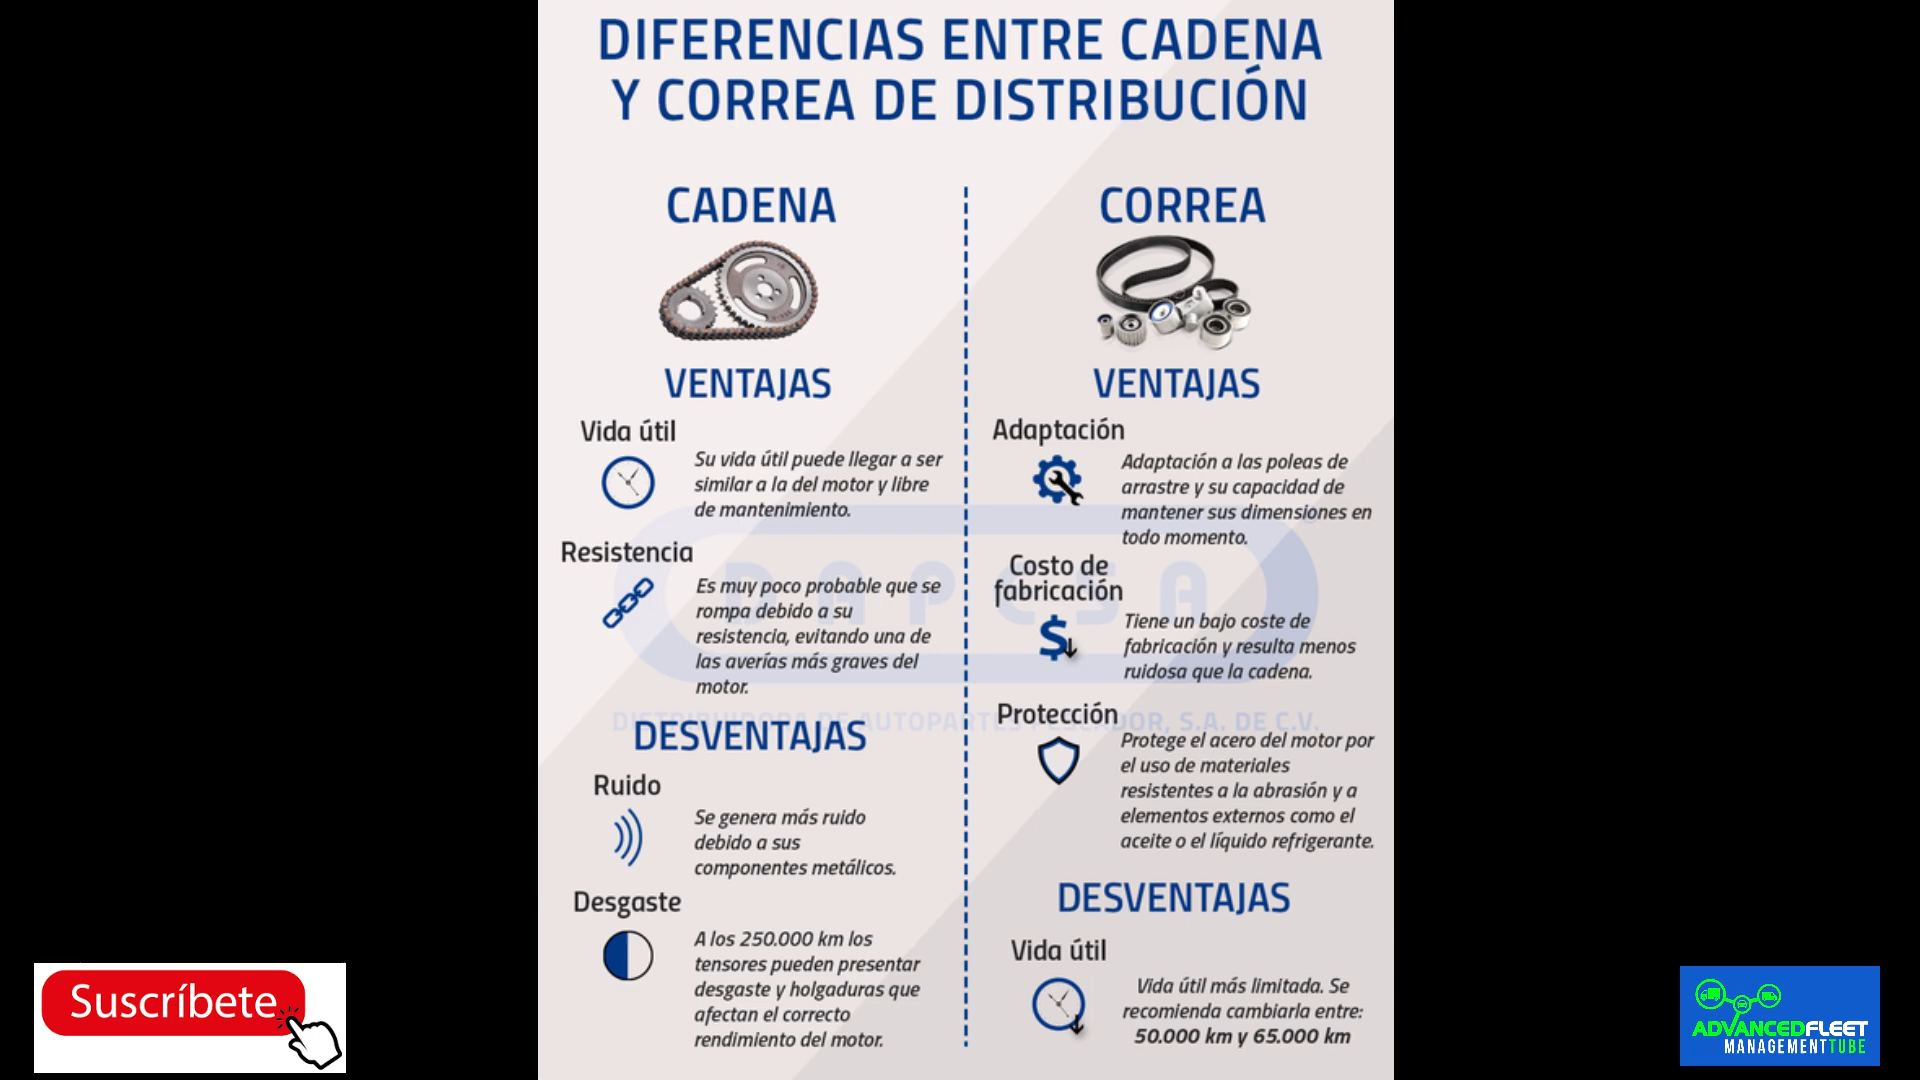 DIFERENCIAS ENTRE CADENA
Y CORREA DE DISTRIBUCIÓN
CADENA
VENTAJAS
Vida útil
Su vida útil puede llegar a ser
similar a la del motor y libre
de mantenimiento.
Resistencia
Es muy poco probable que se
rompa debido a su
resistencia, evitando una de
las averías más graves del
motor.
DESVENTAJAS
Ruido
Se genera más ruido
debido a sus
componentes metálicos.
Desgaste
A los 250.000 km los
tensores pueden presentar
desgaste y holgaduras que
afectan el correcto
rendimiento del motor.
CORREA
VENTAJAS
Adaptación
Adaptación a las poleas de
arrastre y su capacidad de
mantener sus dimensiones en
todo momento.
Costo de
fabricación
Tiene un bajo coste de
fabricación y resulta menos
ruidosa que la cadena.
Protección
Protege el acero del motor por
el uso de materiales
resistentes a la abrasión y a
elementos externos como el
aceite o el líquido refrigerante.
DESVENTAJAS
Vida útil
Vida útil más limitada. Se
recomienda cambiarla entre:
50.000 km y 65.000 km
DAPCSA
DISTRIBUIDORA DE AUTOPARTES S.A. DE C.V.
Suscríbete
ADVANCEDFLEET
MANAGEMENTTUBE